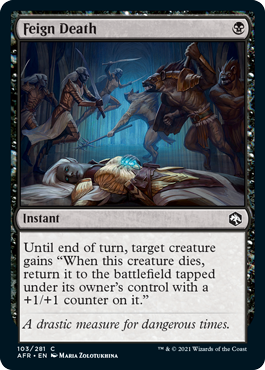 Feign Death
Instant
Until end of turn, target creature
gains “When this creature dies,
return it to the battlefield tapped
under its owner’s control with a
+1/+1 counter on it.”
A drastic measure for dangerous times.
103/281 C
AFR • EN Maria Zolotukhina
™ & © 2021 Wizards of the Coast